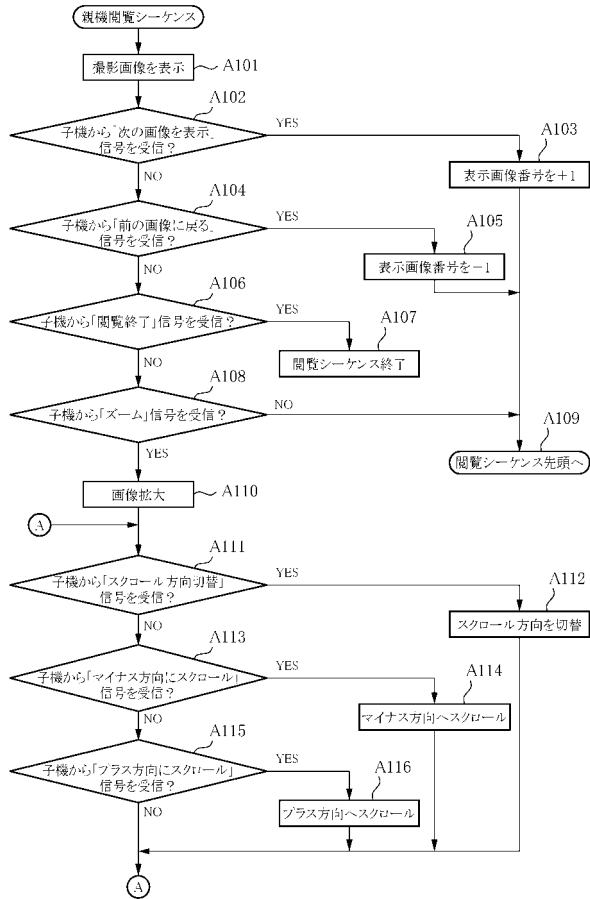 親機閲覧シーケンス
撮影画像を表示
A101
A102
子機から「次の画像を表示」
信号を受信?
YES
NO
A103
表示画像番号を+1
A104
子機から「前の画像に戻る」
信号を受信?
YES
NO
A105
表示画像番号を−1
A106
子機から「閲覧終了」信号を受信?
YES
NO
A107
閲覧シーケンス終了
A108
子機から「ズーム」信号を受信?
NO
YES
A109
閲覧シーケンス先頭へ
画像拡大
A110
A
A111
子機から「スクロール方向切替」
信号を受信?
YES
NO
A112
スクロール方向を切替
A113
子機から「マイナス方向にスクロール」
信号を受信?
YES
NO
A114
マイナス方向へスクロール
A115
子機から「プラス方向にスクロール」
信号を受信?
YES
NO
A116
プラス方向へスクロール
A